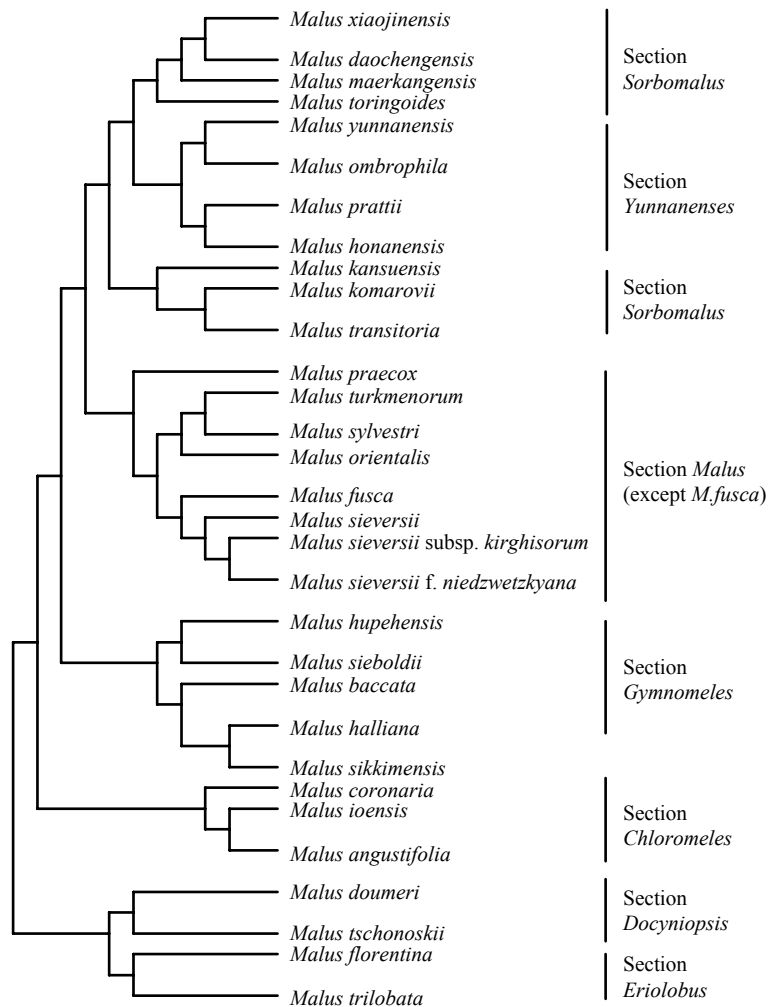 Malus xiaojinensis
Malus daochengensis
Malus maerkangensis
Malus toringoides
Section
Sorbomalus
Malus yunnanensis
Malus ombrophila
Malus prattii
Malus honanensis
Section
Yunnanenses
Malus kansuensis
Malus komarovii
Malus transitoria
Section
Sorbomalus
Malus praecox
Malus turkmenorum
Malus sylvestri
Malus orientalis
Malus fusca
Malus sieversii
Malus sieversii subsp. kirghisorum
Malus sieversii f. niedzwetzkyana
Section Malus
(except M.fusca)
Malus hupehensis
Malus sieboldii
Malus baccata
Malus halliana
Malus sikkimensis
Section
Gymnomeles
Malus coronaria
Malus ioensis
Malus angustifolia
Section
Chloromeles
Malus doumeri
Malus tschonoskii
Section
Docyniopsis
Malus florentina
Malus trilobata
Section
Eriolobus